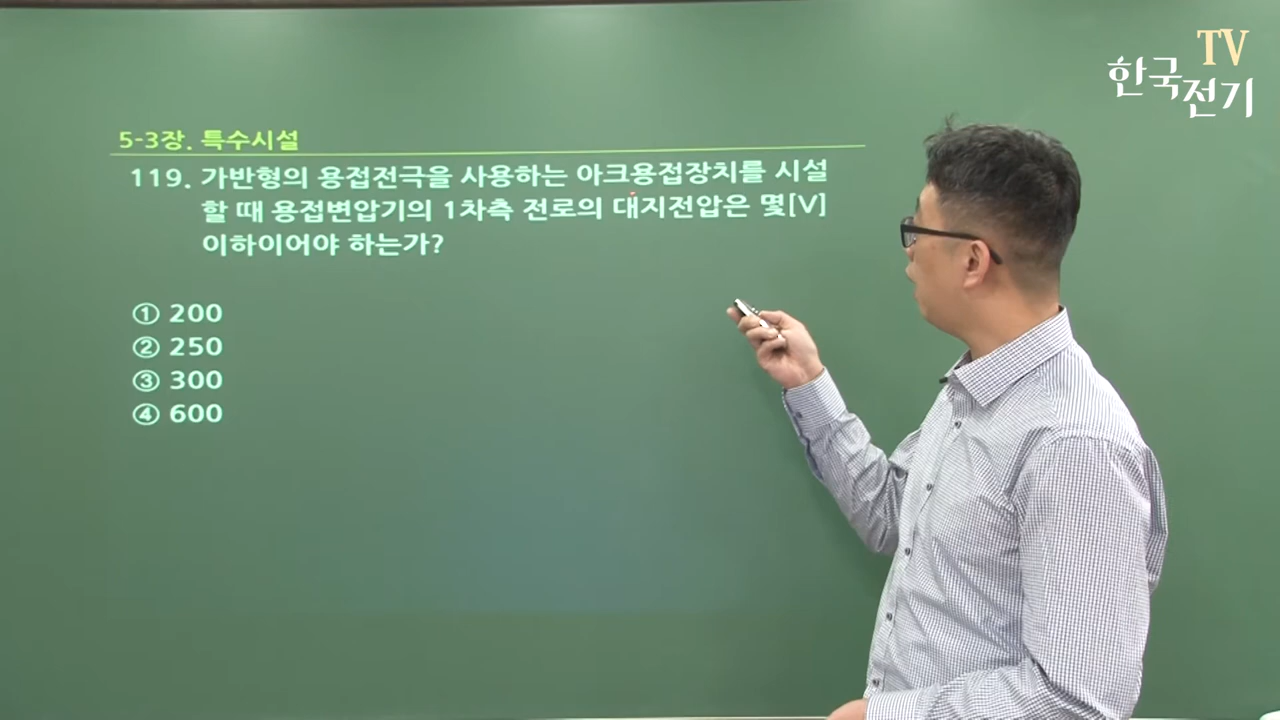 TV
한국전기
5-3장. 특수시설
119. 가반형의 용접전극을 사용하는 아크용접장치를 시설
할 때 용접변압기의 1차측 전로의 대지전압은 몇[V]
이하이어야 하는가?
① 200
② 250
③ 300
④ 600